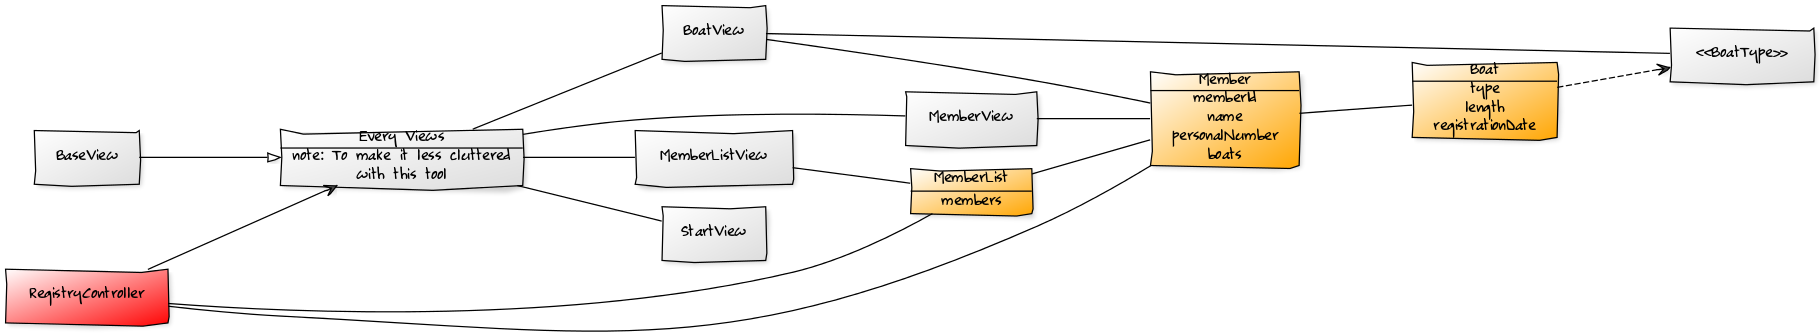 BoatView
<<BoatType>>
Boat
type
length
registrationDate
Member
memberId
name
personalNumber
boats
MemberView
BaseView
Every Views
note: To make it less cluttered
with this tool
MemberListView
MemberList
members
StartView
RegistryController